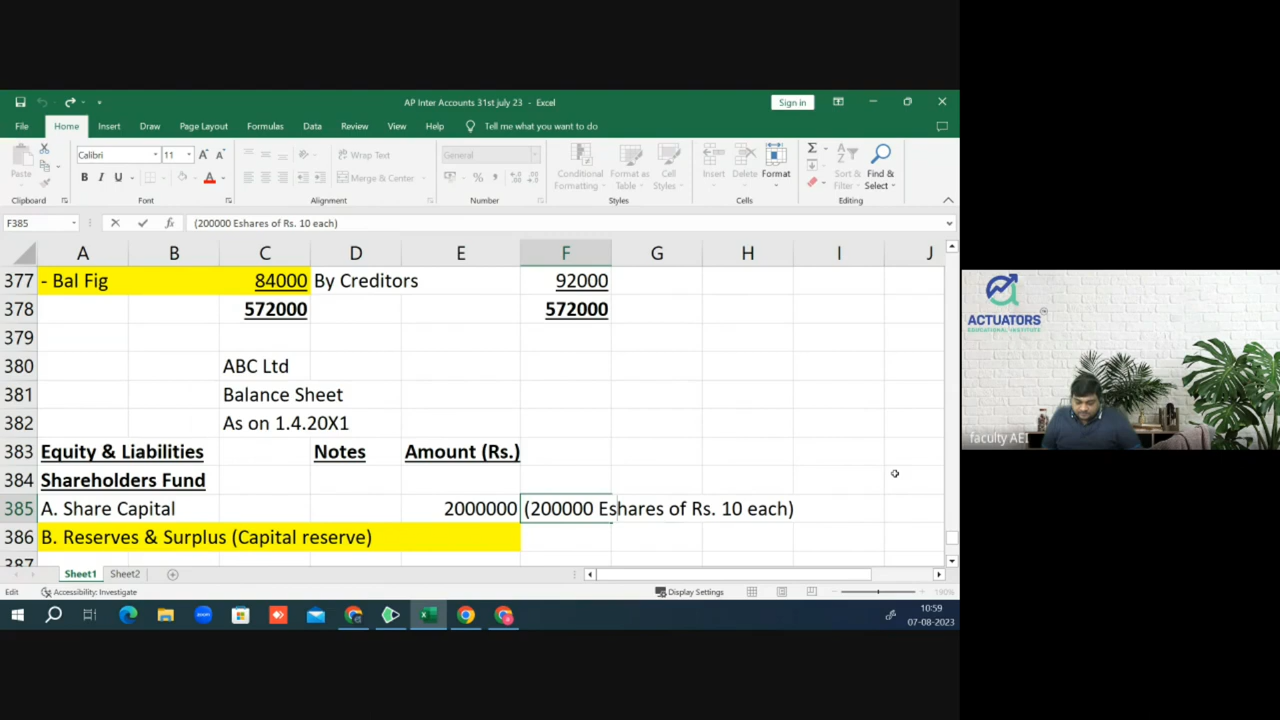 AP Inter Accounts 31st july 23 - Excel
Sign in
File Home Insert Draw Page Layout Formulas Data Review View Help Tell me what you want to do
Paste
Calibri 11
B I U
Wrap Text
Merge & Center
General
Conditional Formatting
Format as Table
Cell Styles
Insert
Delete
Format
Sort & Filter
Find & Select
Clipboard Font Alignment Number Styles Cells Editing
F385 fx (200000 Eshares of Rs. 10 each)
A B C D E F G H I J
377 - Bal Fig 84000 By Creditors 92000
378 572000 572000
379
380 ABC Ltd
381 Balance Sheet
382 As on 1.4.20X1
383 Equity & Liabilities Notes Amount (Rs.)
384 Shareholders Fund
385 A. Share Capital 2000000 (200000 Eshares of Rs. 10 each)
386 B. Reserves & Surplus (Capital reserve)
387
Sheet1 Sheet2
Edit Accessibility: Investigate Display Settings 190%
10:59
07-08-2023
ACTUATORS
EDUCATIONAL INSTITUTE
faculty AEI